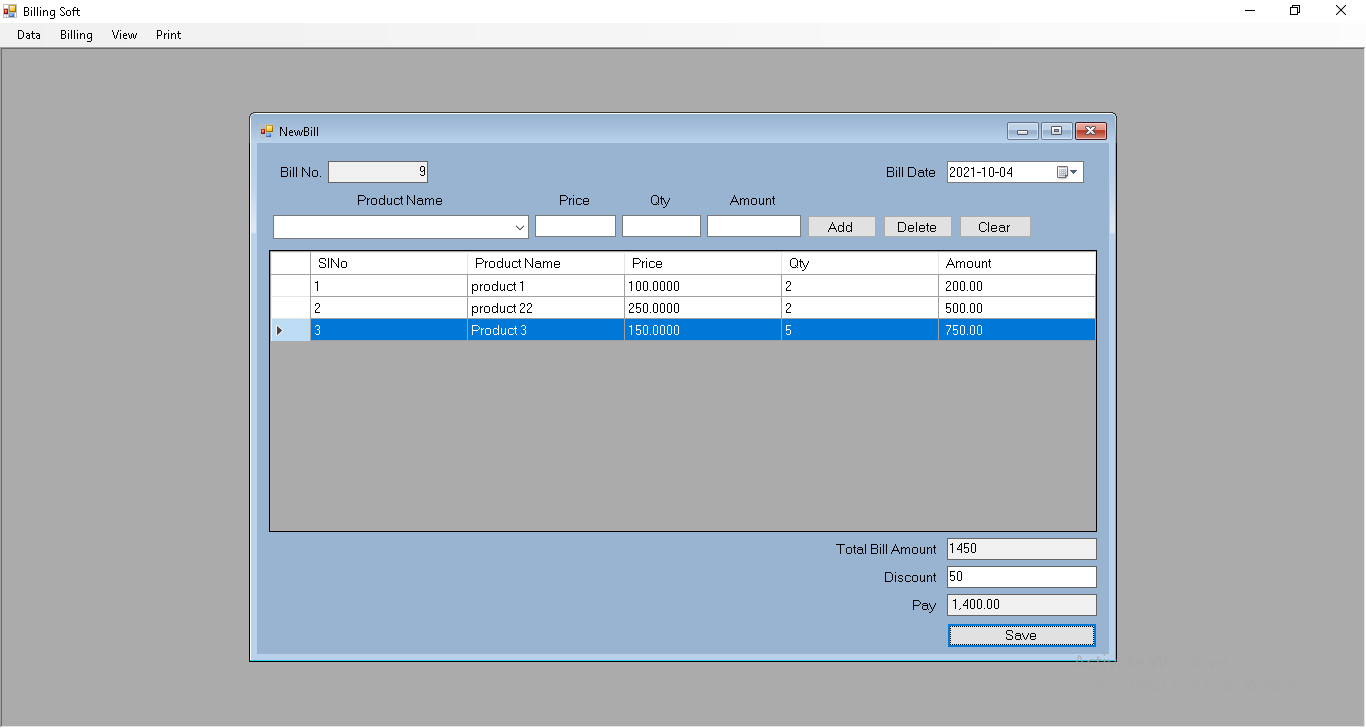 Billing Soft
Data Billing View Print
NewBill
Bill No. 9 Bill Date 2021-10-04
Product Name Price Qty Amount
Add Delete Clear
SlNo Product Name Price Qty Amount
1 product 1 100.0000 2 200.00
2 product 22 250.0000 2 500.00
3 Product 3 150.0000 5 750.00
Total Bill Amount 1450
Discount 50
Pay 1,400.00
Save
Activate Windows